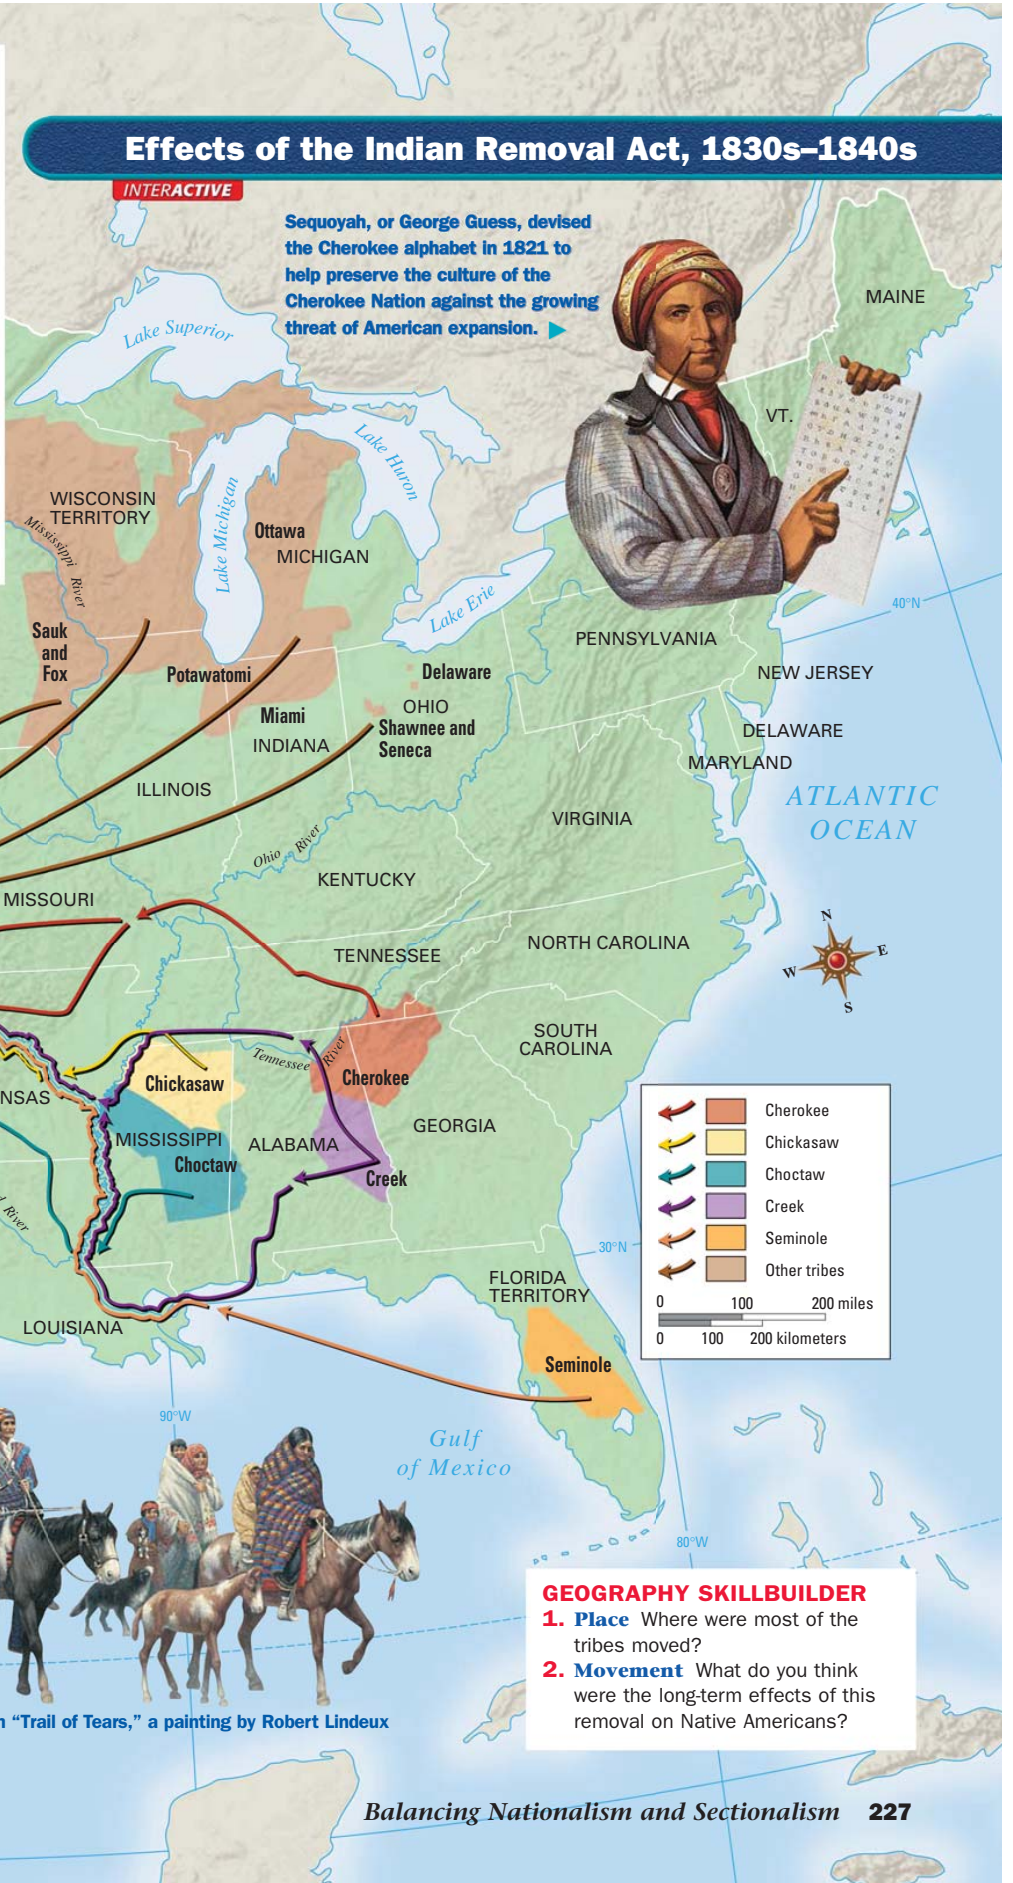 Effects of the Indian Removal Act, 1830s–1840s
INTERACTIVE
Sequoyah, or George Guess, devised
the Cherokee alphabet in 1821 to
help preserve the culture of the
Cherokee Nation against the growing
threat of American expansion.
MAINE
Lake Superior
VT.
Lake Huron
WISCONSIN
TERRITORY
Lake Michigan
Ottawa
MICHIGAN
Mississippi River
Lake Erie
40°N
Sauk
and
Fox
PENNSYLVANIA
Potawatomi
Delaware
NEW JERSEY
OHIO
Miami
Shawnee and
Seneca
INDIANA
DELAWARE
MARYLAND
ILLINOIS
ATLANTIC
OCEAN
VIRGINIA
Ohio River
KENTUCKY
MISSOURI
N
E
W
S
NORTH CAROLINA
TENNESSEE
SOUTH
CAROLINA
Tennessee River
Chickasaw
Cherokee
NSAS
GEORGIA
MISSISSIPPI
ALABAMA
Choctaw
Creek
d River
Cherokee
Chickasaw
Choctaw
Creek
Seminole
Other tribes
0 100 200 miles
0 100 200 kilometers
30°N
FLORIDA
TERRITORY
LOUISIANA
Seminole
90°W
Gulf
of Mexico
80°W
GEOGRAPHY SKILLBUILDER
1. Place Where were most of the
tribes moved?
2. Movement What do you think
were the long-term effects of this
removal on Native Americans?
“Trail of Tears,” a painting by Robert Lindeux
Balancing Nationalism and Sectionalism 227